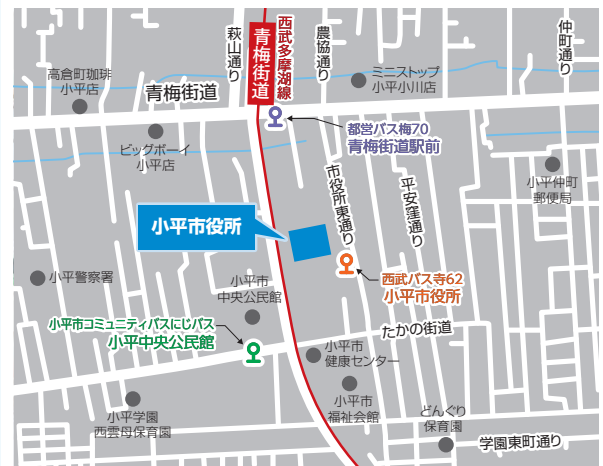 萩山通り
青梅街道
西武多摩湖線
農協通り
仲町通り
高倉町珈琲
小平店
青梅街道
ミニストップ
小平小川店
都営バス梅70
青梅街道駅前
ビッグボーイ
小平店
市役所東通り
平安窪通り
小平仲町
郵便局
小平市役所
小平警察署
小平市
中央公民館
西武バス寺62
小平市役所
小平市コミュニティバスにじバス
小平中央公民館
たかの街道
小平市
健康センター
小平市
福祉会館
小平学園
西雲母保育園
どんぐり
保育園
学園東町通り